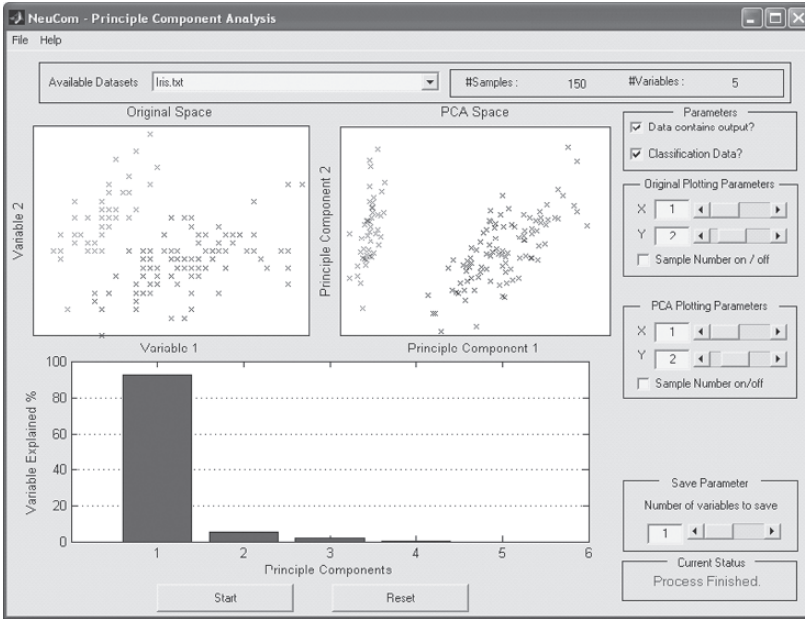 NeuCom - Principle Component Analysis
File Help
Available Datasets Iris.txt #Samples : 150 #Variables : 5
Original Space
PCA Space
Variable 2
Variable 1
Principle Component 2
Principle Component 1
Parameters
Data contains output?
Classification Data?
Original Plotting Parameters
X 1
Y 2
Sample Number on / off
PCA Plotting Parameters
X 1
Y 2
Sample Number on/off
Variable Explained %
100
80
60
40
20
0
1 2 3 4 5 6
Principle Components
Save Parameter
Number of variables to save
1
Current Status
Process Finished.
Start Reset